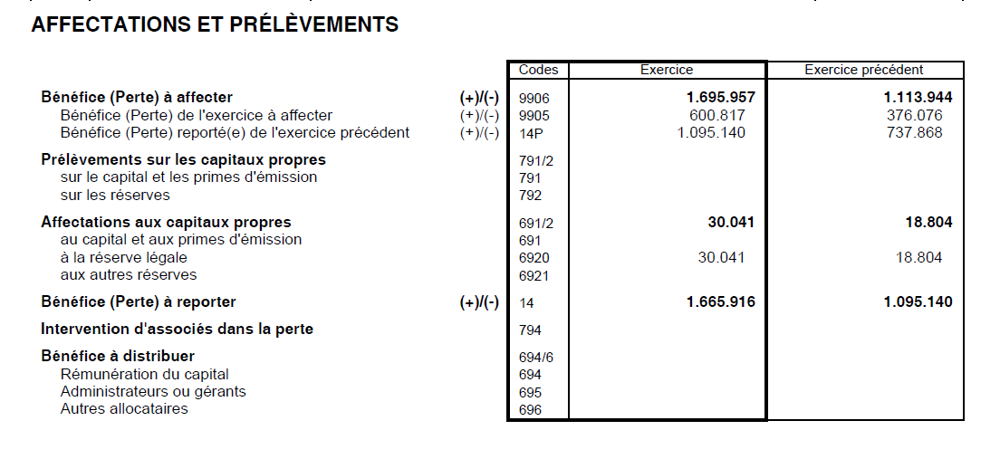 AFFECTATIONS ET PRÉLÈVEMENTS
Codes Exercice Exercice précédent
Bénéfice (Perte) à affecter (+)/(-) 9906 1.695.957 1.113.944
Bénéfice (Perte) de l'exercice à affecter (+)/(-) 9905 600.817 376.076
Bénéfice (Perte) reporté(e) de l'exercice précédent (+)/(-) 14P 1.095.140 737.868
Prélèvements sur les capitaux propres 791/2
sur le capital et les primes d'émission 791
sur les réserves 792
Affectations aux capitaux propres 691/2 30.041 18.804
au capital et aux primes d'émission 691
à la réserve légale 6920 30.041 18.804
aux autres réserves 6921
Bénéfice (Perte) à reporter (+)/(-) 14 1.665.916 1.095.140
Intervention d'associés dans la perte 794
Bénéfice à distribuer 694/6
Rémunération du capital 694
Administrateurs ou gérants 695
Autres allocataires 696